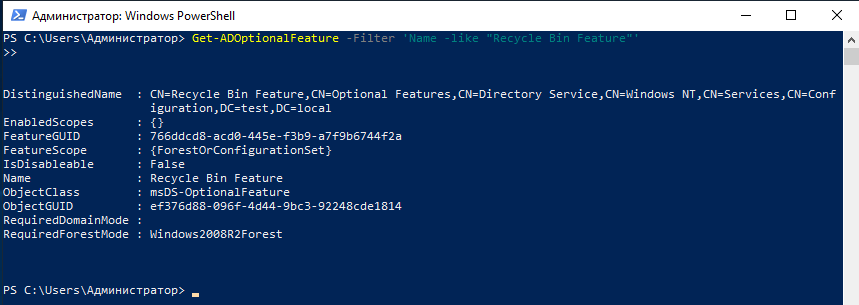 Администратор: Windows PowerShell
PS C:\Users\Администратор> Get-ADOptionalFeature -Filter 'Name -like "Recycle Bin Feature"'
>>
DistinguishedName  : CN=Recycle Bin Feature,CN=Optional Features,CN=Directory Service,CN=Windows NT,CN=Services,CN=Conf
                     iguration,DC=test,DC=local
EnabledScopes      : {}
FeatureGUID        : 766ddcd8-acd0-445e-f3b9-a7f9b6744f2a
FeatureScope       : {ForestOrConfigurationSet}
IsDisableable      : False
Name               : Recycle Bin Feature
ObjectClass        : msDS-OptionalFeature
ObjectGUID         : ef376d88-096f-4d44-9bc3-92248cde1814
RequiredDomainMode :
RequiredForestMode : Windows2008R2Forest
PS C:\Users\Администратор>